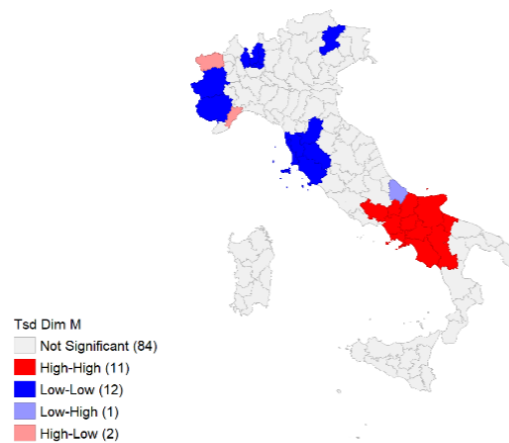 Tsd Dim M
Not Significant (84)
High-High (11)
Low-Low (12)
Low-High (1)
High-Low (2)